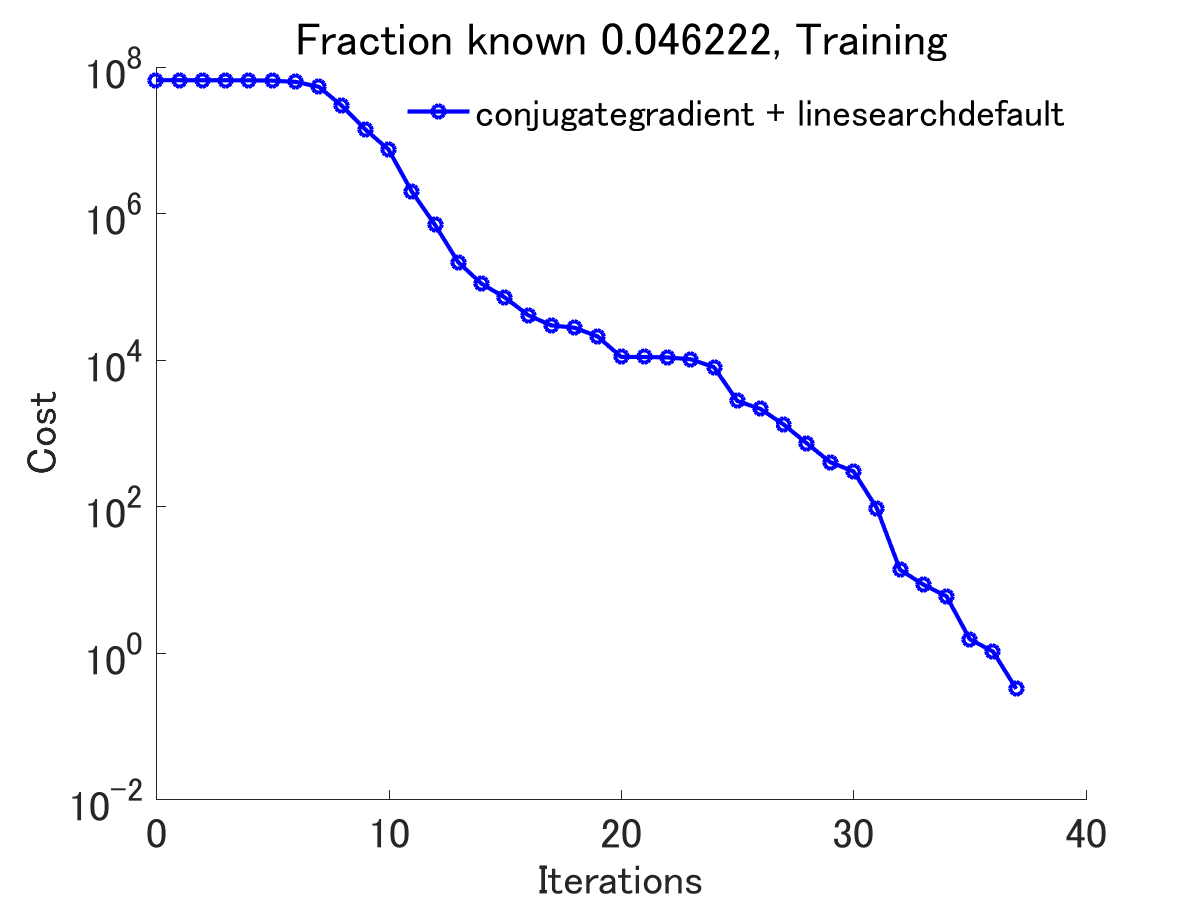 Fraction known 0.046222, Training
conjugategradient + linesearchdefault
10^8
10^6
10^4
10^2
10^0
10^-2
Cost
0 10 20 30 40
Iterations